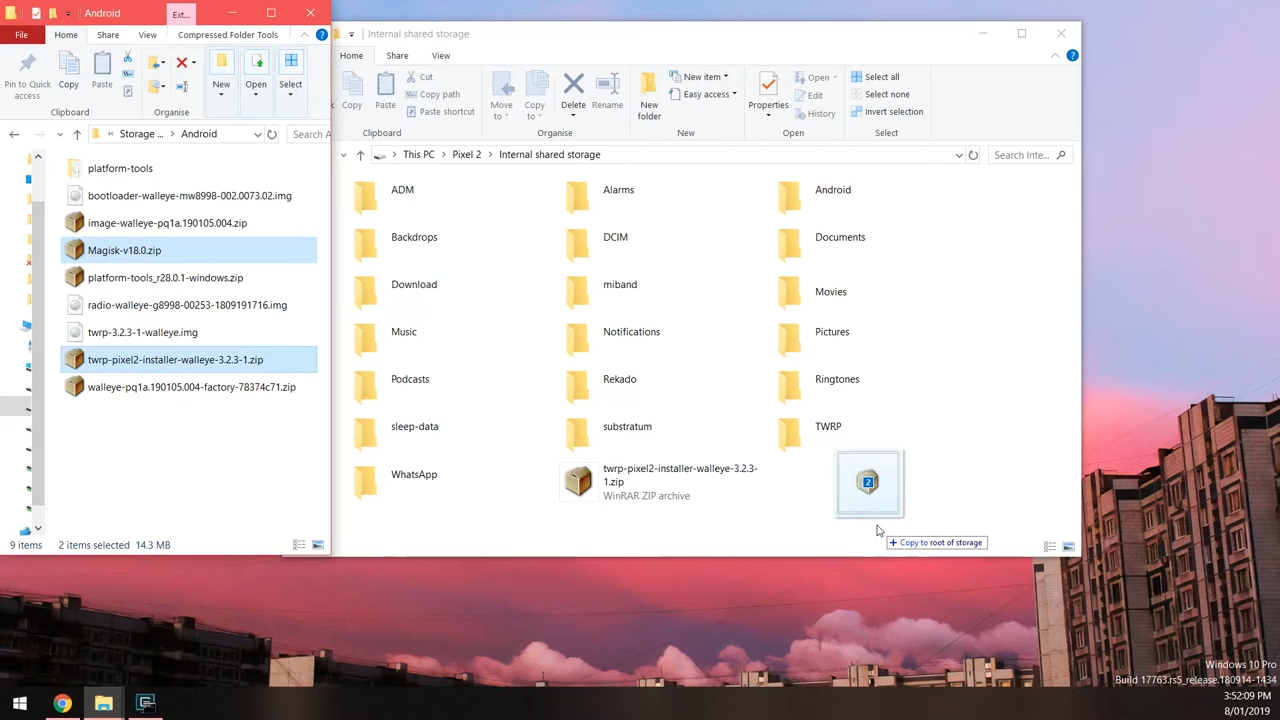 Android
Ext...
File
Home
Share
View
Compressed Folder Tools
Pin to Quick
access
Copy
Paste
New
Open
Select
Clipboard
Organise
Storage ...
Android
Search A
platform-tools
bootloader-walleye-mw8998-002.0073.02.img
image-walleye-pq1a.190105.004.zip
Magisk-v18.0.zip
platform-tools_r28.0.1-windows.zip
radio-walleye-g8998-00253-1809191716.img
twrp-3.2.3-1-walleye.img
twrp-pixel2-installer-walleye-3.2.3-1.zip
walleye-pq1a.190105.004-factory-78374c71.zip
9 items
2 items selected 14.3 MB
Internal shared storage
Home
Share
View
Copy
Paste
Cut
Copy path
Paste shortcut
Move
to
Copy
to
Delete
Rename
New
folder
New item
Easy access
Properties
Open
Edit
History
Select all
Select none
Invert selection
Clipboard
Organise
New
Open
Select
This PC
Pixel 2
Internal shared storage
Search Inte...
ADM
Alarms
Android
Backdrops
DCIM
Documents
Download
miband
Movies
Music
Notifications
Pictures
Podcasts
Rekado
Ringtones
sleep-data
substratum
TWRP
WhatsApp
twrp-pixel2-installer-walleye-3.2.3-
1.zip
WinRAR ZIP archive
2
+ Copy to root of storage
Windows 10 Pro
Build 17763.rs5_release.180914-1434
3:52:09 PM
8/01/2019